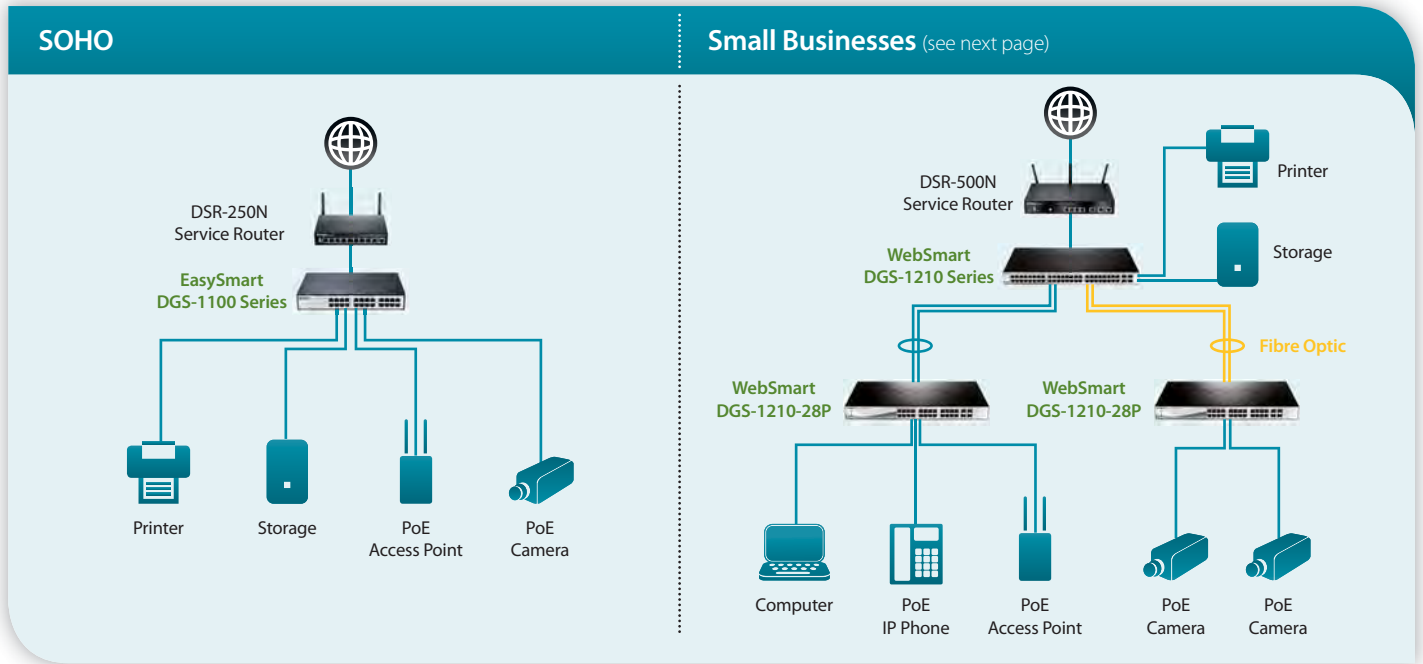 SOHO
DSR-250N
Service Router
EasySmart
DGS-1100 Series
Printer
Storage
PoE
Access Point
PoE
Camera
Small Businesses (see next page)
DSR-500N
Service Router
Printer
WebSmart
DGS-1210 Series
Storage
Fibre Optic
WebSmart
DGS-1210-28P
WebSmart
DGS-1210-28P
Computer
PoE
IP Phone
PoE
Access Point
PoE
Camera
PoE
Camera